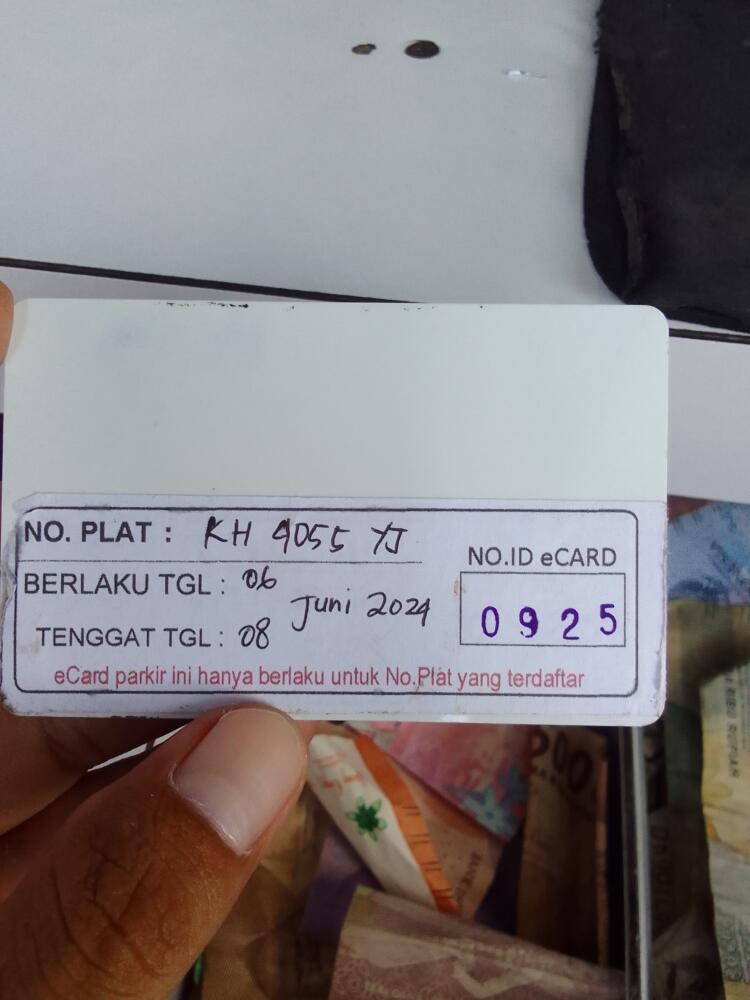 NO. PLAT : KH 4055 YJ
BERLAKU TGL : 06
Juni 2024
TENGGAT TGL : 08
NO.ID eCARD
0925
eCard parkir ini hanya berlaku untuk No.Plat yang terdaftar